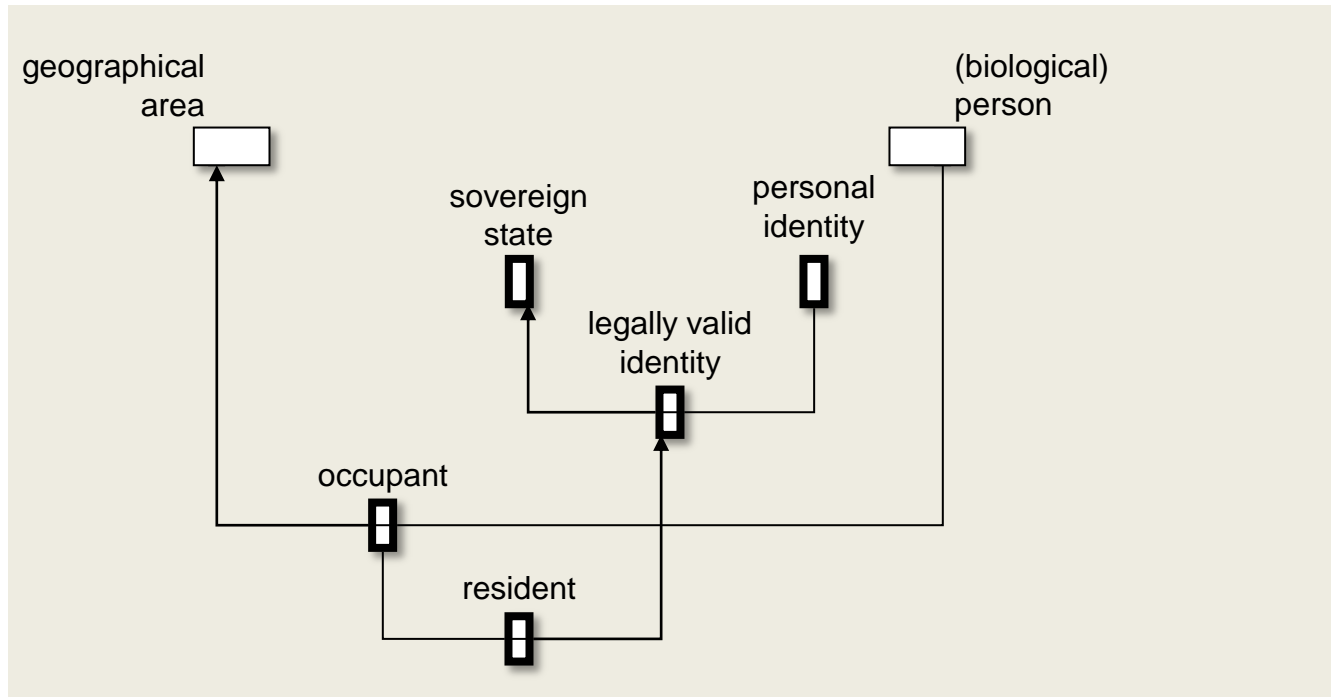 geographical
area
(biological)
person
sovereign
state
personal
identity
legally valid
identity
occupant
resident